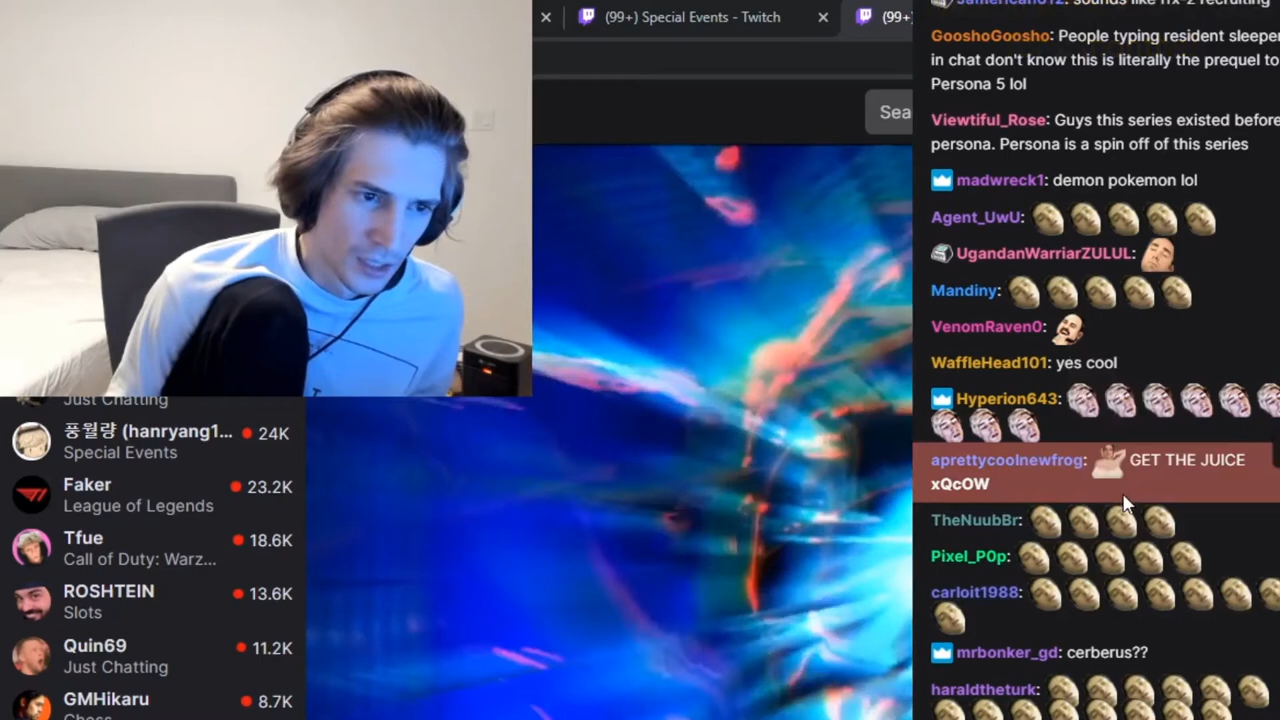 (99+) Special Events - Twitch
(99+)
Sea
Just Chatting
풍월량 (hanryang1...
24K
Special Events
Faker
23.2K
League of Legends
Tfue
18.6K
Call of Duty: Warz...
ROSHTEIN
13.6K
Slots
Quin69
11.2K
Just Chatting
GMHikaru
8.7K
Chess
GooshoGoosho: People typing resident sleeper
in chat don't know this is literally the prequel to
Persona 5 lol
Viewtiful_Rose: Guys this series existed before
persona. Persona is a spin off of this series
madwreck1: demon pokemon lol
Agent_UwU:
UgandanWarriarZULUL:
Mandiny:
VenomRaven0:
WaffleHead101: yes cool
Hyperion643:
aprettycoolnewfrog: GET THE JUICE
xQcOW
TheNuubBr:
Pixel_P0p:
carloit1988:
mrbonker_gd: cerberus??
haraldtheturk: